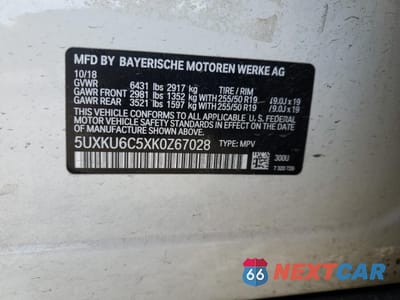 MFD BY BAYERISCHE MOTOREN WERKE AG
10/18
GVWR 6431 lbs 2917 kg TIRE / RIM
GAWR FRONT 2981 lbs 1352 kg 255/50 R19 / 9.0J x 19
GAWR REAR 3521 lbs 1597 kg 255/50 R19 / 9.0J x 19
THIS VEHICLE CONFORMS TO ALL APPLICABLE U.S. FEDERAL
MOTOR VEHICLE SAFETY STANDARDS IN EFFECT ON THE DATE
OF MANUFACTURE SHOWN ABOVE.
5UXKU6C5XK0Z67028 TYPE: MPV
300U
7 320 729
66 NEXTCAR